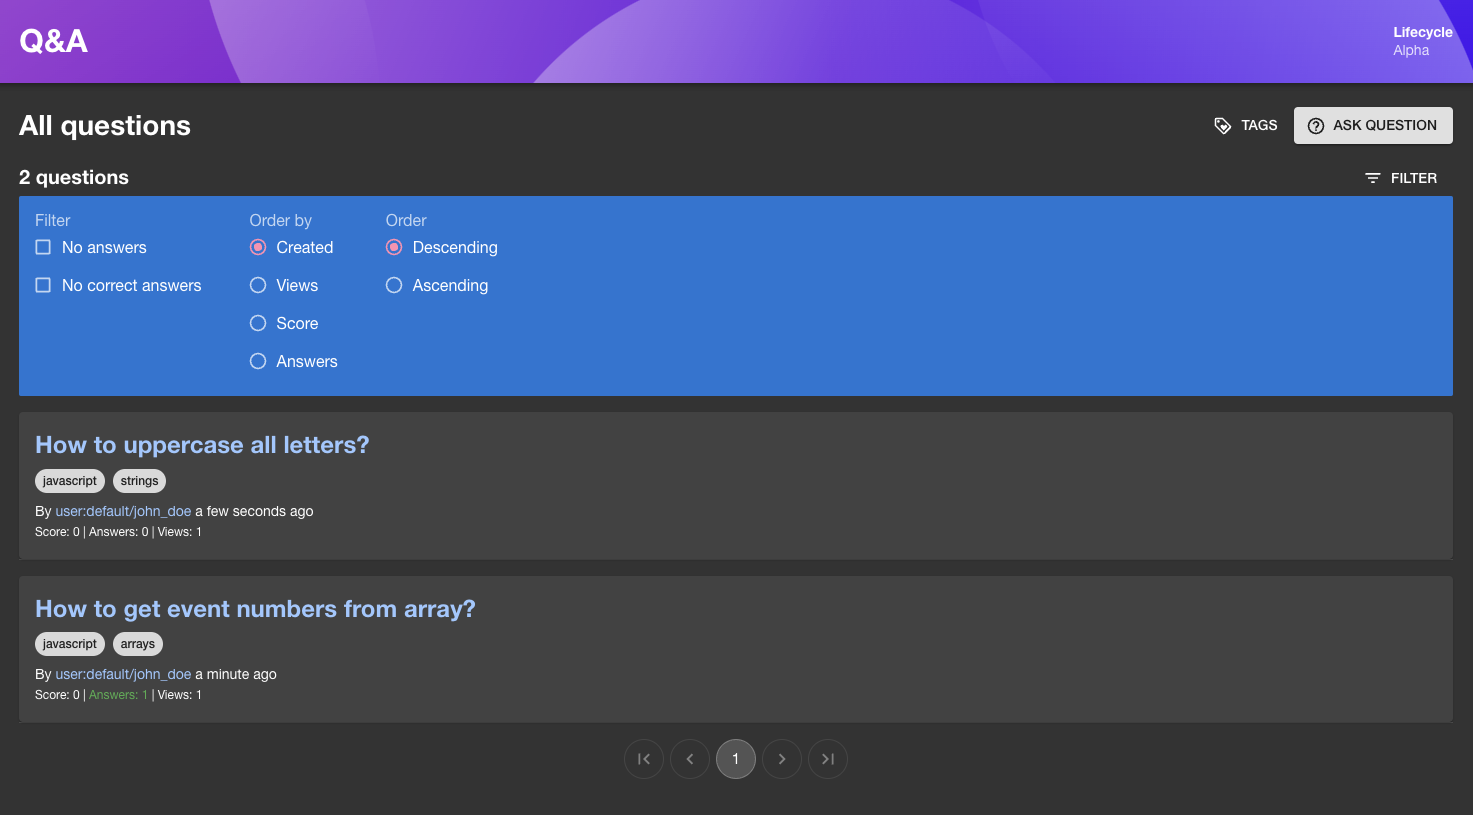 Q&A
Lifecycle
Alpha
All questions
TAGS
ASK QUESTION
2 questions
FILTER
Filter
Order by
Order
No answers
Created
Descending
No correct answers
Views
Ascending
Score
Answers
How to uppercase all letters?
javascript strings
By user:default/john_doe a few seconds ago
Score: 0 | Answers: 0 | Views: 1
How to get event numbers from array?
javascript arrays
By user:default/john_doe a minute ago
Score: 0 | Answers: 1 | Views: 1
1